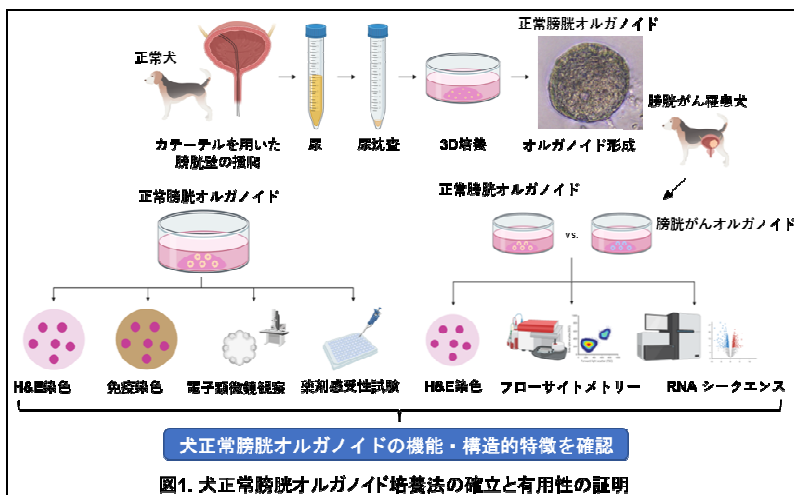 正常犬
カテーテルを用いた
膀胱壁の掻爬
尿
尿沈査
3D培養
正常膀胱オルガノイド
オルガノイド形成
膀胱がん罹患犬
正常膀胱オルガノイド
正常膀胱オルガノイド
vs.
膀胱がんオルガノイド
H&E染色
免疫染色
電子顕微鏡観察
薬剤感受性試験
H&E染色
フローサイトメトリー
RNA シークエンス
犬正常膀胱オルガノイドの機能・構造的特徴を確認
図1. 犬正常膀胱オルガノイド培養法の確立と有用性の証明